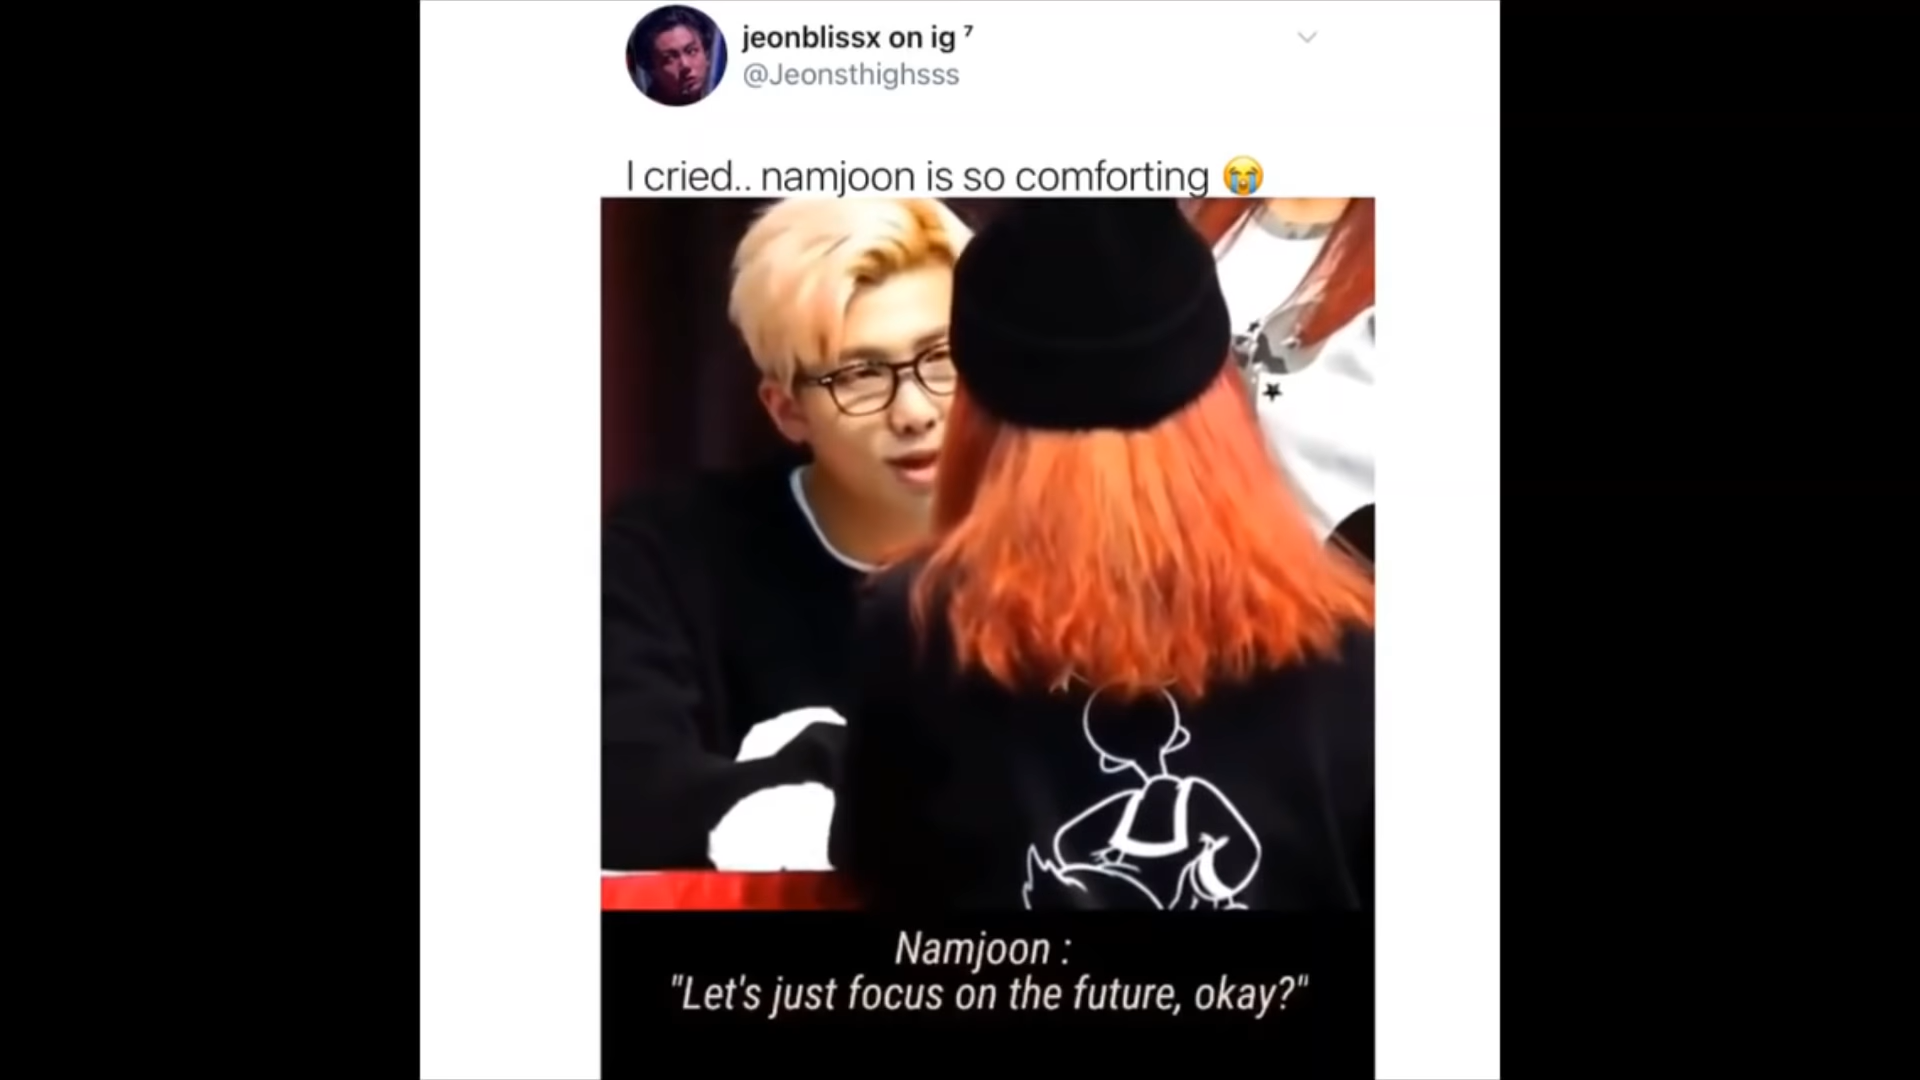 jeonblissx on ig ⁷
@Jeonsthighsss
I cried.. namjoon is so comforting 😭
Namjoon :
"Let's just focus on the future, okay?"